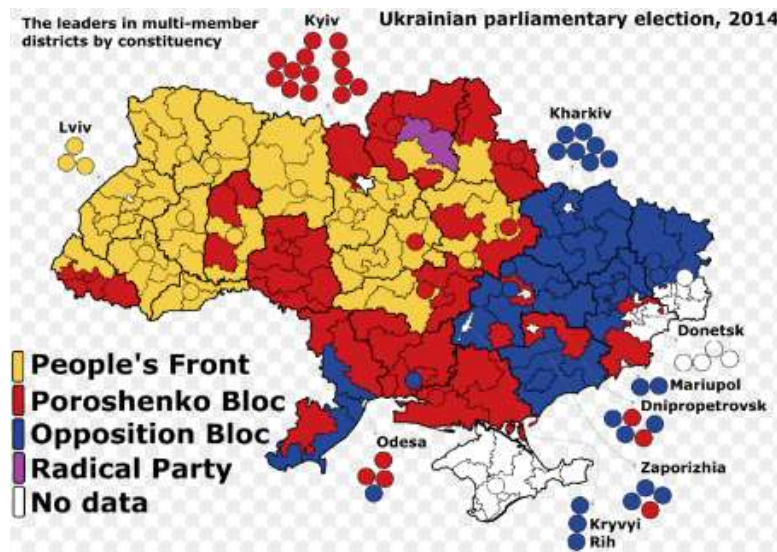 The leaders in multi-member
districts by constituency
Kyiv
Ukrainian parliamentary election, 2014
Lviv
Kharkiv
People's Front
Poroshenko Bloc
Opposition Bloc
Radical Party
No data
Donetsk
Mariupol
Dnipropetrovsk
Odesa
Zaporizhia
Kryvyi
Rih